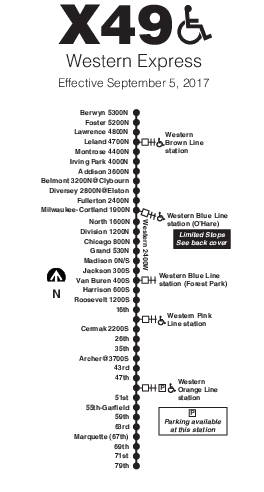 X49
Western Express
Effective September 5, 2017
Berwyn 5300N
Foster 5200N
Lawrence 4800N
Leland 4700N
Western
Brown Line
station
Montrose 4400N
Irving Park 4000N
Addison 3600N
Belmont 3200N@Clybourn
Diversey 2800N@Elston
Fullerton 2400N
Milwaukee-Cortland 1900N
Western Blue Line
station (O'Hare)
North 1600N
Western 2400W
Limited Stops
See back cover
Division 1200N
Chicago 800N
Grand 530N
Madison 0N/S
Jackson 300S
Van Buren 400S
Western Blue Line
station (Forest Park)
N
Harrison 600S
Roosevelt 1200S
16th
Western Pink
Line station
Cermak 2200S
26th
35th
Archer@3700S
43rd
47th
P
Western
Orange Line
station
51st
55th-Garfield
P
Parking available
at this station
59th
63rd
Marquette (67th)
69th
71st
79th